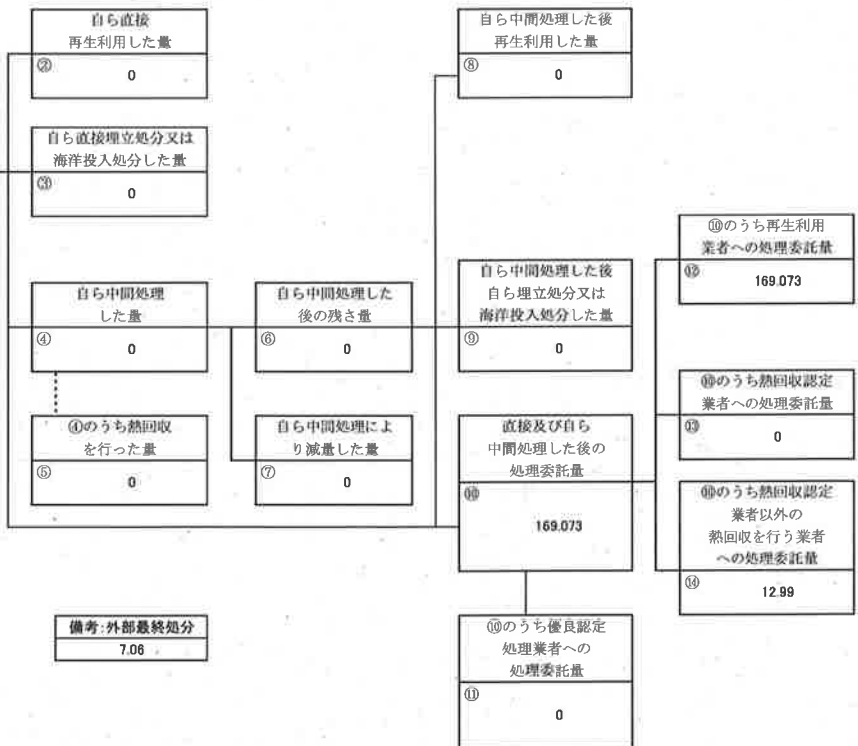 自ら直接
再生利用した量
②
0
自ら中間処理した後
再生利用した量
⑧
0
自ら直接埋立処分又は
海洋投入処分した量
③
0
⑩のうち再生利用
業者への処理委託量
⑫
169.073
自ら中間処理
した量
④
0
自ら中間処理した
後の残さ量
⑥
0
自ら中間処理した後
自ら埋立処分又は
海洋投入処分した量
⑨
0
⑩のうち熱回収認定
業者への処理委託量
⑬
0
④のうち熱回収
を行った量
⑤
0
自ら中間処理によ
り減量した量
⑦
0
直接及び自ら
中間処理した後の
処理委託量
⑩
169.073
⑩のうち熱回収認定
業者以外の
熱回収を行う業者
への処理委託量
⑭
12.99
備考:外部最終処分
7.06
⑩のうち優良認定
処理業者への
処理委託量
⑪
0